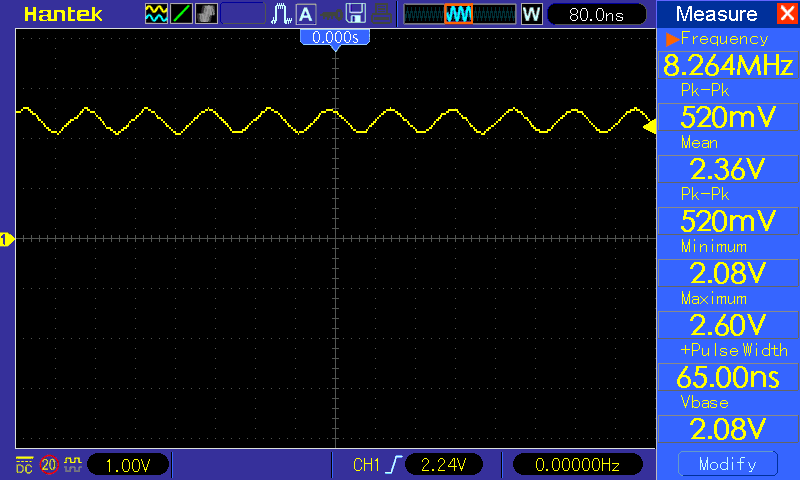 Hantek
A
W
80.0ns
Measure
0.000s
Frequency
8.264MHz
Pk-Pk
520mV
Mean
2.36V
Pk-Pk
520mV
1
Minimum
2.08V
Maximum
2.60V
+Pulse Width
65.00ns
Vbase
2.08V
DC
20
1.00V
CH1
2.24V
0.00000Hz
Modify